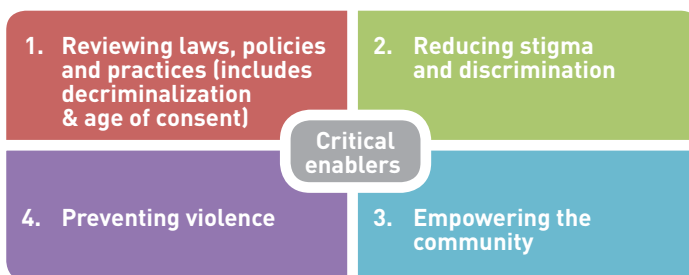 1. Reviewing laws, policies
and practices (includes
decriminalization
& age of consent)
2. Reducing stigma
and discrimination
Critical
enablers
4. Preventing violence
3. Empowering the
community